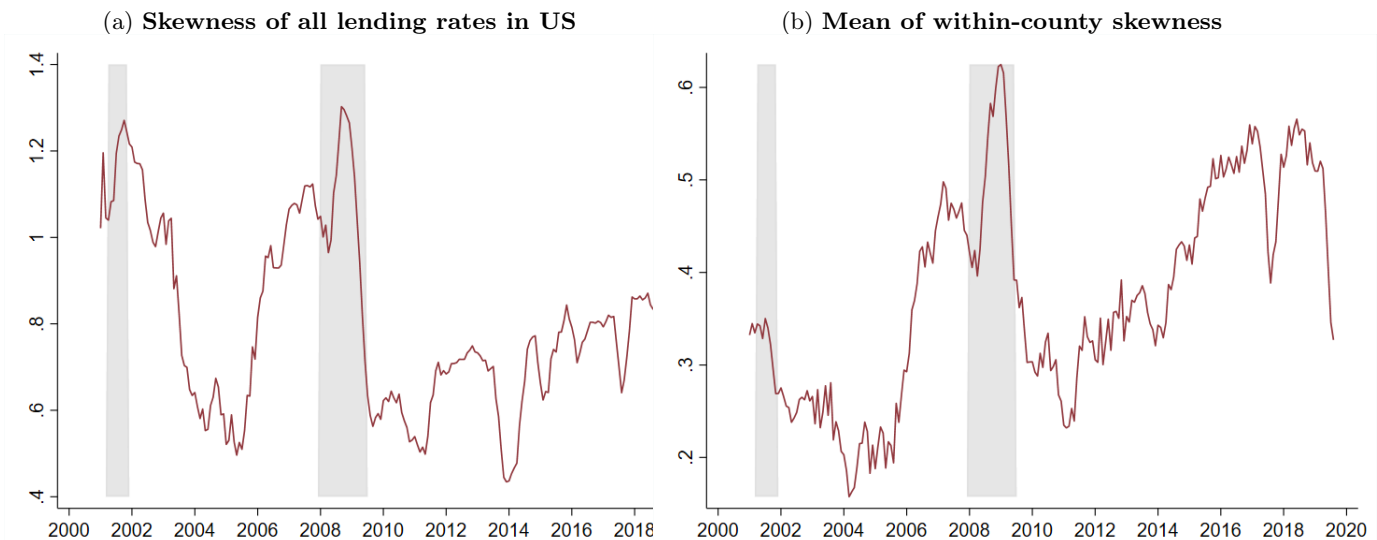 (a) Skewness of all lending rates in US
1.4
1.2
1
.8
.6
.4
2000 2002 2004 2006 2008 2010 2012 2014 2016 2018
(b) Mean of within-county skewness
.6
.5
.4
.3
.2
2000 2002 2004 2006 2008 2010 2012 2014 2016 2018 2020